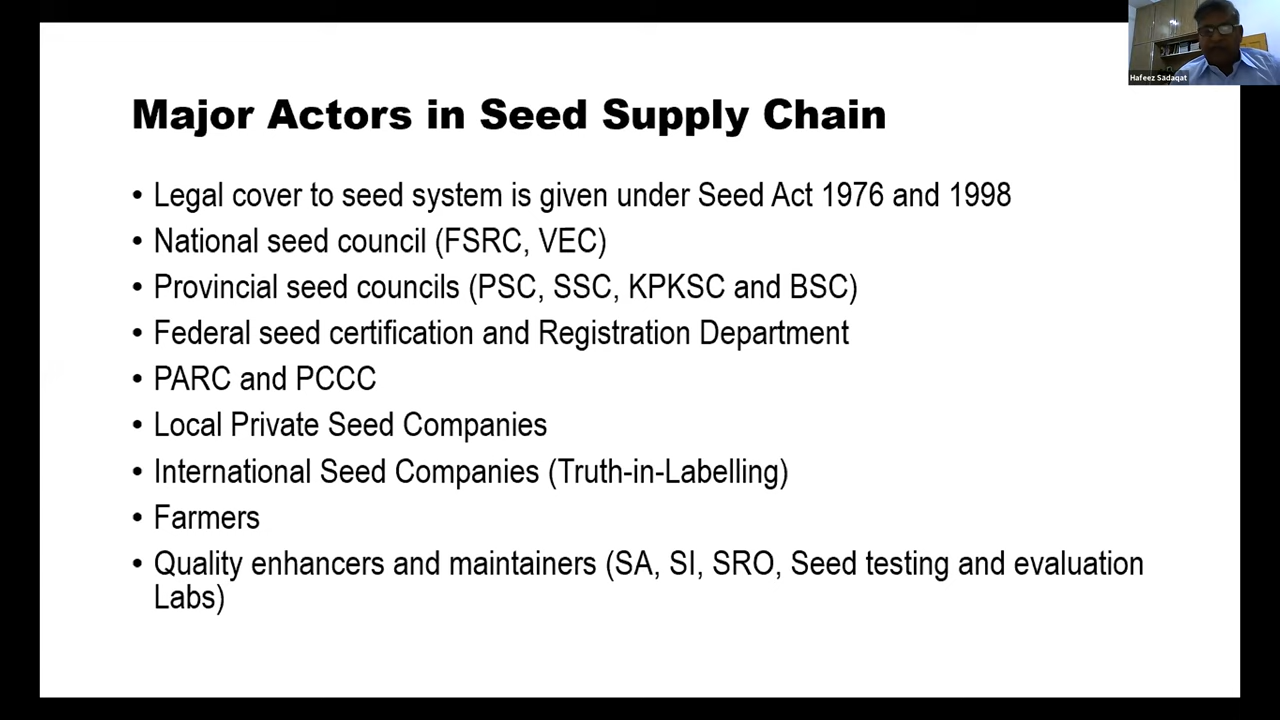 Hafeez Sadaqat
Major Actors in Seed Supply Chain
• Legal cover to seed system is given under Seed Act 1976 and 1998
• National seed council (FSRC, VEC)
• Provincial seed councils (PSC, SSC, KPKSC and BSC)
• Federal seed certification and Registration Department
• PARC and PCCC
• Local Private Seed Companies
• International Seed Companies (Truth-in-Labelling)
• Farmers
• Quality enhancers and maintainers (SA, SI, SRO, Seed testing and evaluation
Labs)